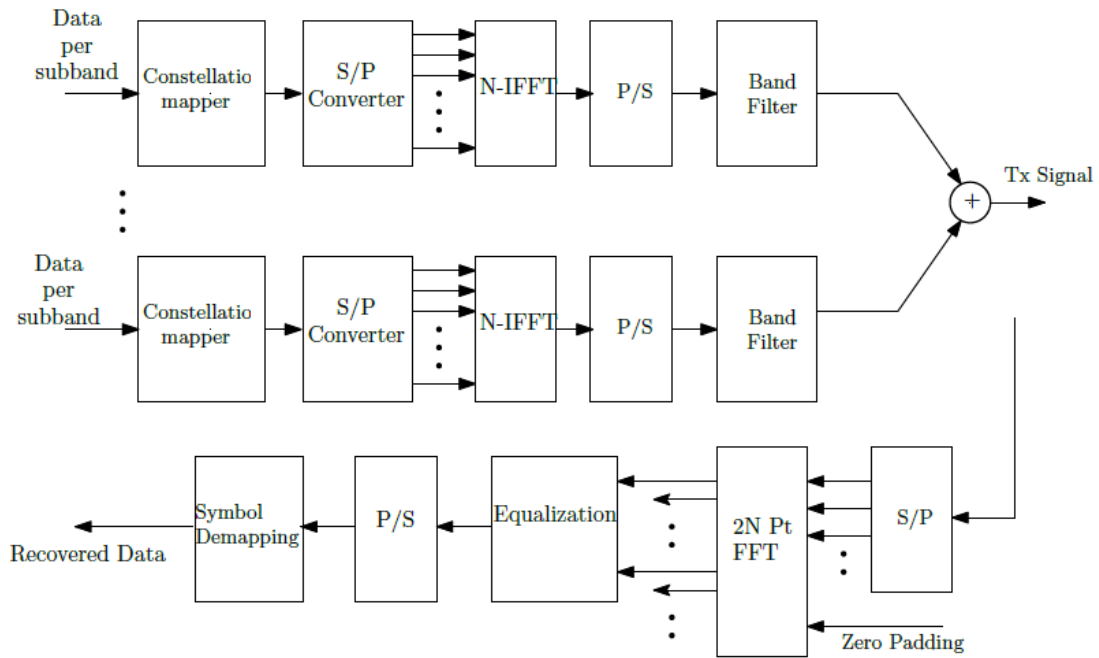 Data
per
subband
Constellatio
mapper
S/P
Converter
N-IFFT
P/S
Band
Filter
Tx Signal
+
Data
per
subband
Constellatio
mapper
S/P
Converter
N-IFFT
P/S
Band
Filter
Symbol
Demapping
P/S
Equalization
2N Pt
FFT
S/P
Recovered Data
Zero Padding